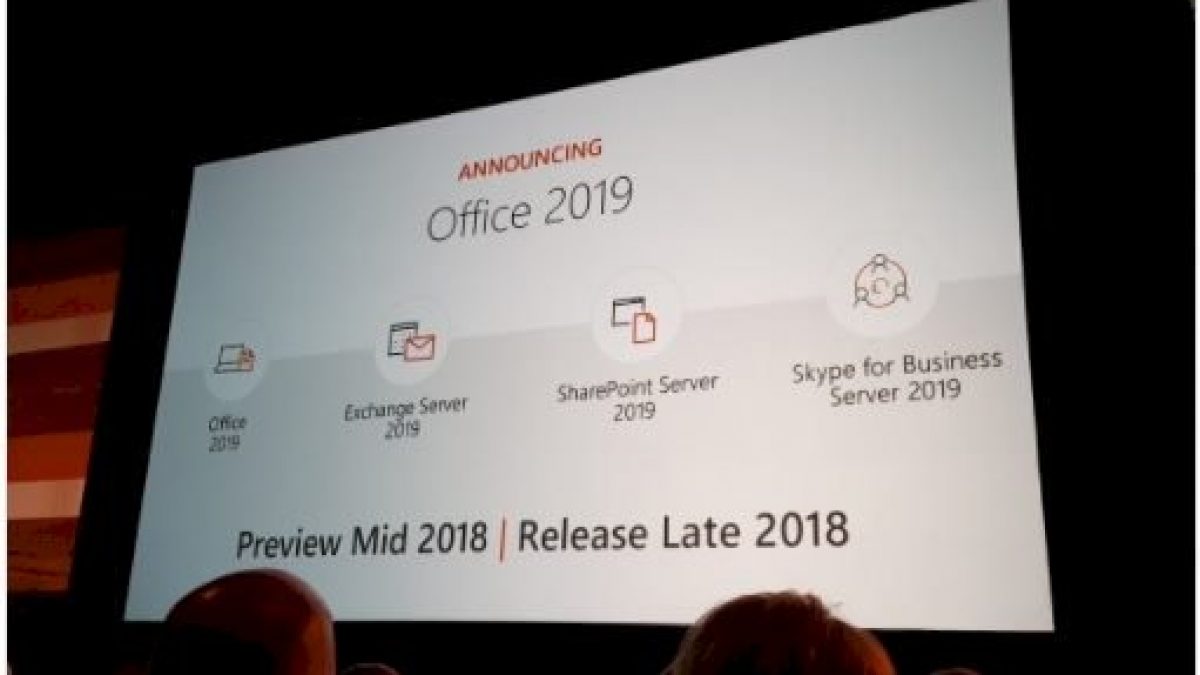 ANNOUNCING
Office 2019
Office
2019
Exchange Server
2019
SharePoint Server
2019
Skype for Business
Server 2019
Preview Mid 2018 | Release Late 2018